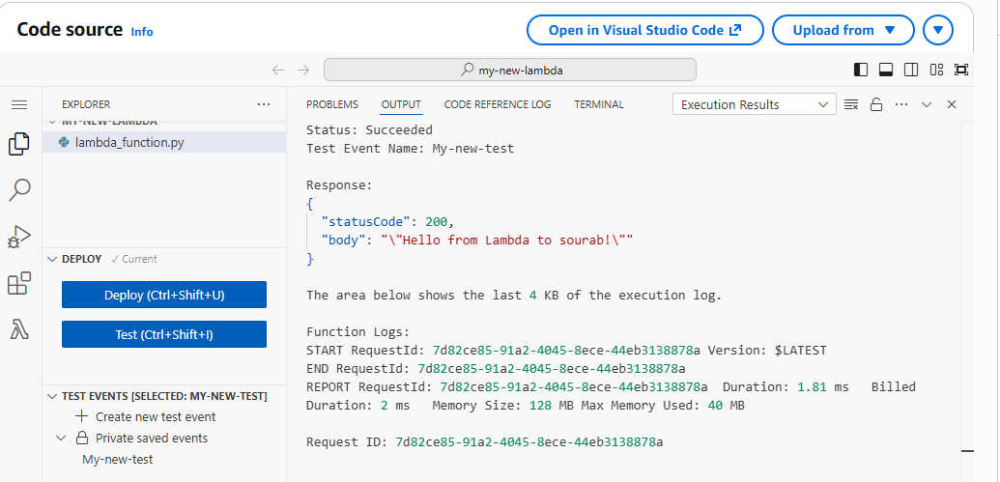 Code source Info
Open in Visual Studio Code
Upload from
my-new-lambda
EXPLORER
MY-NEW-LAMBDA
lambda_function.py
DEPLOY ✓ Current
Deploy (Ctrl+Shift+U)
Test (Ctrl+Shift+I)
TEST EVENTS [SELECTED: MY-NEW-TEST]
Create new test event
Private saved events
My-new-test
PROBLEMS OUTPUT CODE REFERENCE LOG TERMINAL
Execution Results
Status: Succeeded
Test Event Name: My-new-test
Response:
{
"statusCode": 200,
"body": "\"Hello from Lambda to sourab!\""
}
The area below shows the last 4 KB of the execution log.
Function Logs:
START RequestId: 7d82ce85-91a2-4045-8ece-44eb3138878a Version: $LATEST
END RequestId: 7d82ce85-91a2-4045-8ece-44eb3138878a
REPORT RequestId: 7d82ce85-91a2-4045-8ece-44eb3138878a Duration: 1.81 ms Billed
Duration: 2 ms Memory Size: 128 MB Max Memory Used: 40 MB
Request ID: 7d82ce85-91a2-4045-8ece-44eb3138878a